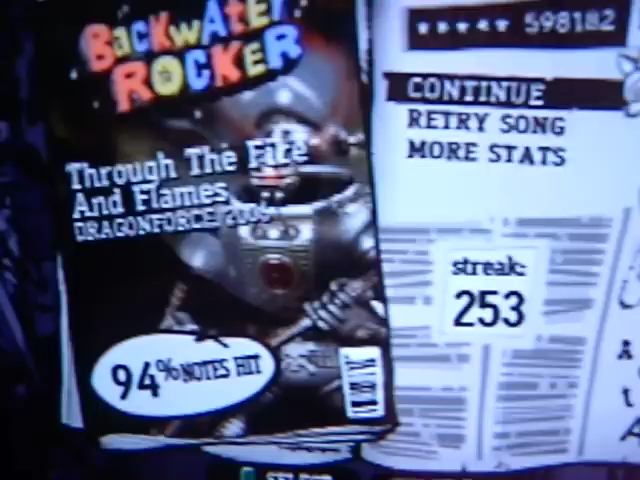 BACKWATER
ROCKER
Through The Fire
And Flames
DRAGONFORCE 2006
94% NOTES HIT
598182
CONTINUE
RETRY SONG
MORE STATS
streak:
253